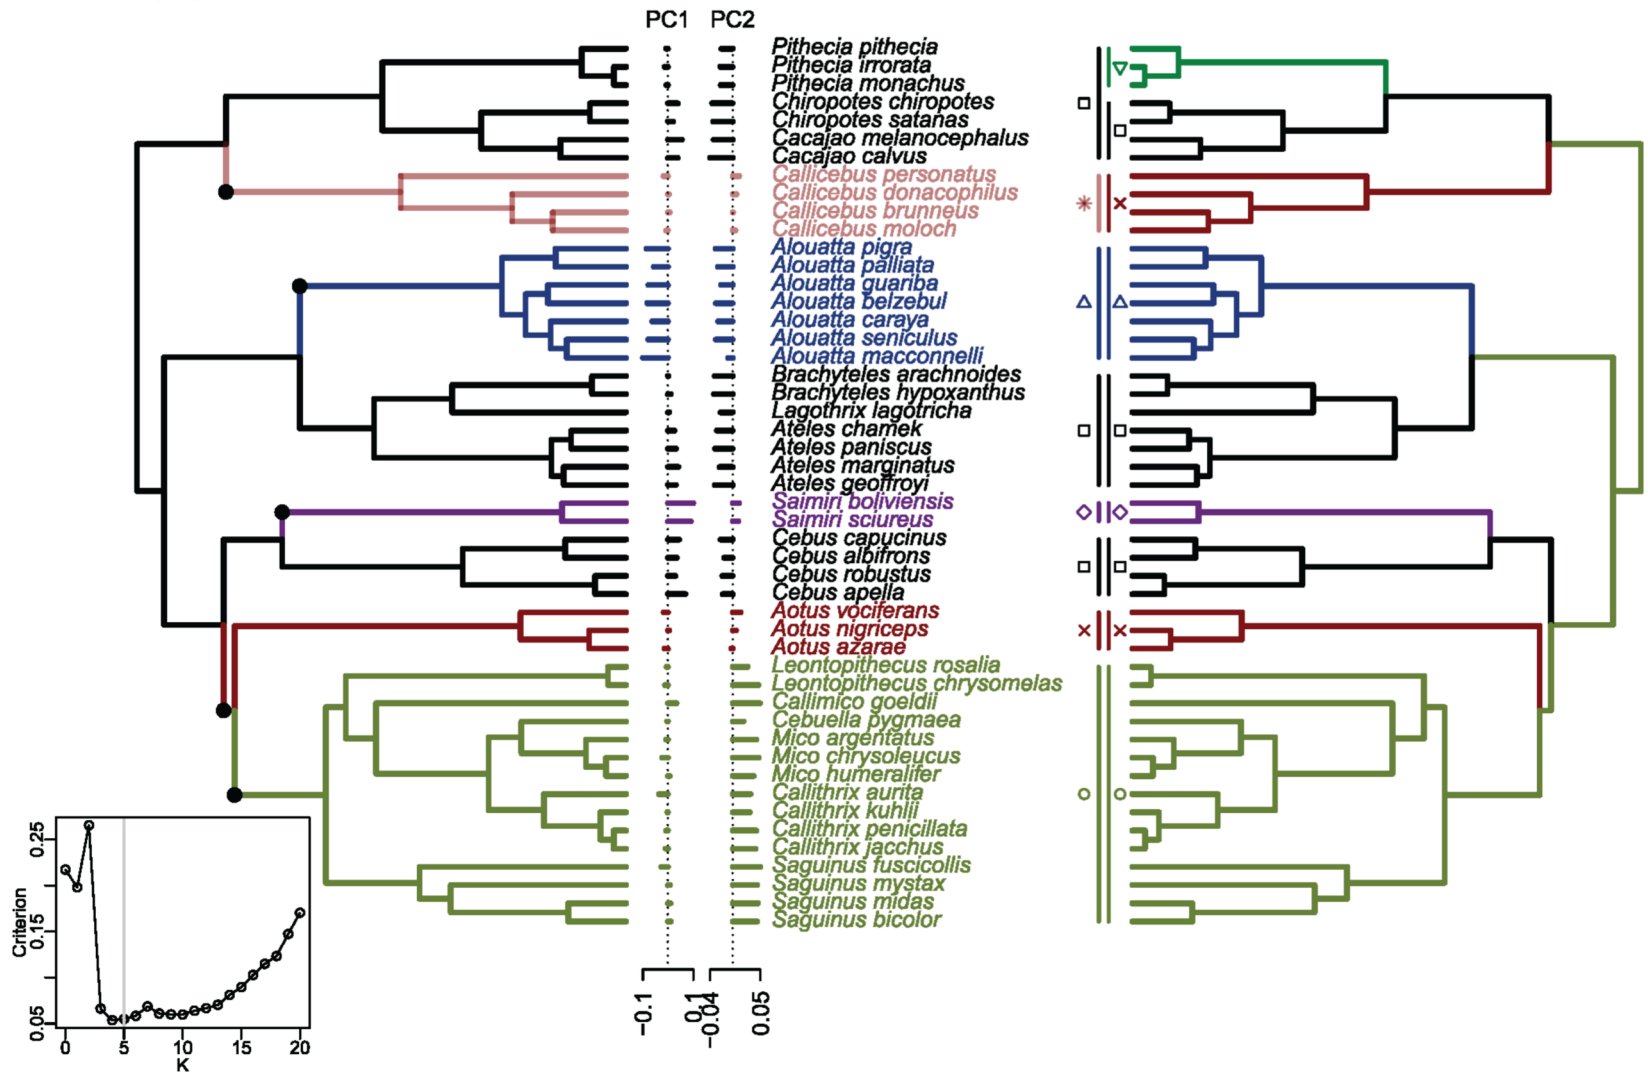 PC1 PC2
Pithecia pithecia
Pithecia irrorata
Pithecia monachus
Chiropotes chiropotes
Chiropotes satanas
Cacajao melanocephalus
Cacajao calvus
Callicebus personatus
Callicebus donacophilus
Callicebus brunneus
Callicebus moloch
Alouatta pigra
Alouatta palliata
Alouatta guariba
Alouatta belzebul
Alouatta caraya
Alouatta seniculus
Alouatta macconnelli
Brachyteles arachnoides
Brachyteles hypoxanthus
Lagothrix lagotricha
Ateles chamek
Ateles paniscus
Ateles marginatus
Ateles geoffroyi
Saimiri boliviensis
Saimiri sciureus
Cebus capucinus
Cebus albifrons
Cebus robustus
Cebus apella
Aotus vociferans
Aotus nigriceps
Aotus azarae
Leontopithecus rosalia
Leontopithecus chrysomelas
Callimico goeldii
Cebuella pygmaea
Mico argentatus
Mico chrysoleucus
Mico humeralifer
Callithrix aurita
Callithrix kuhlii
Callithrix penicillata
Callithrix jacchus
Saguinus fuscicollis
Saguinus mystax
Saguinus midas
Saguinus bicolor
−0.1 0.1 −0.04 0.05
Criterion
0.25
0.15
0.05
0 5 10 15 20
K